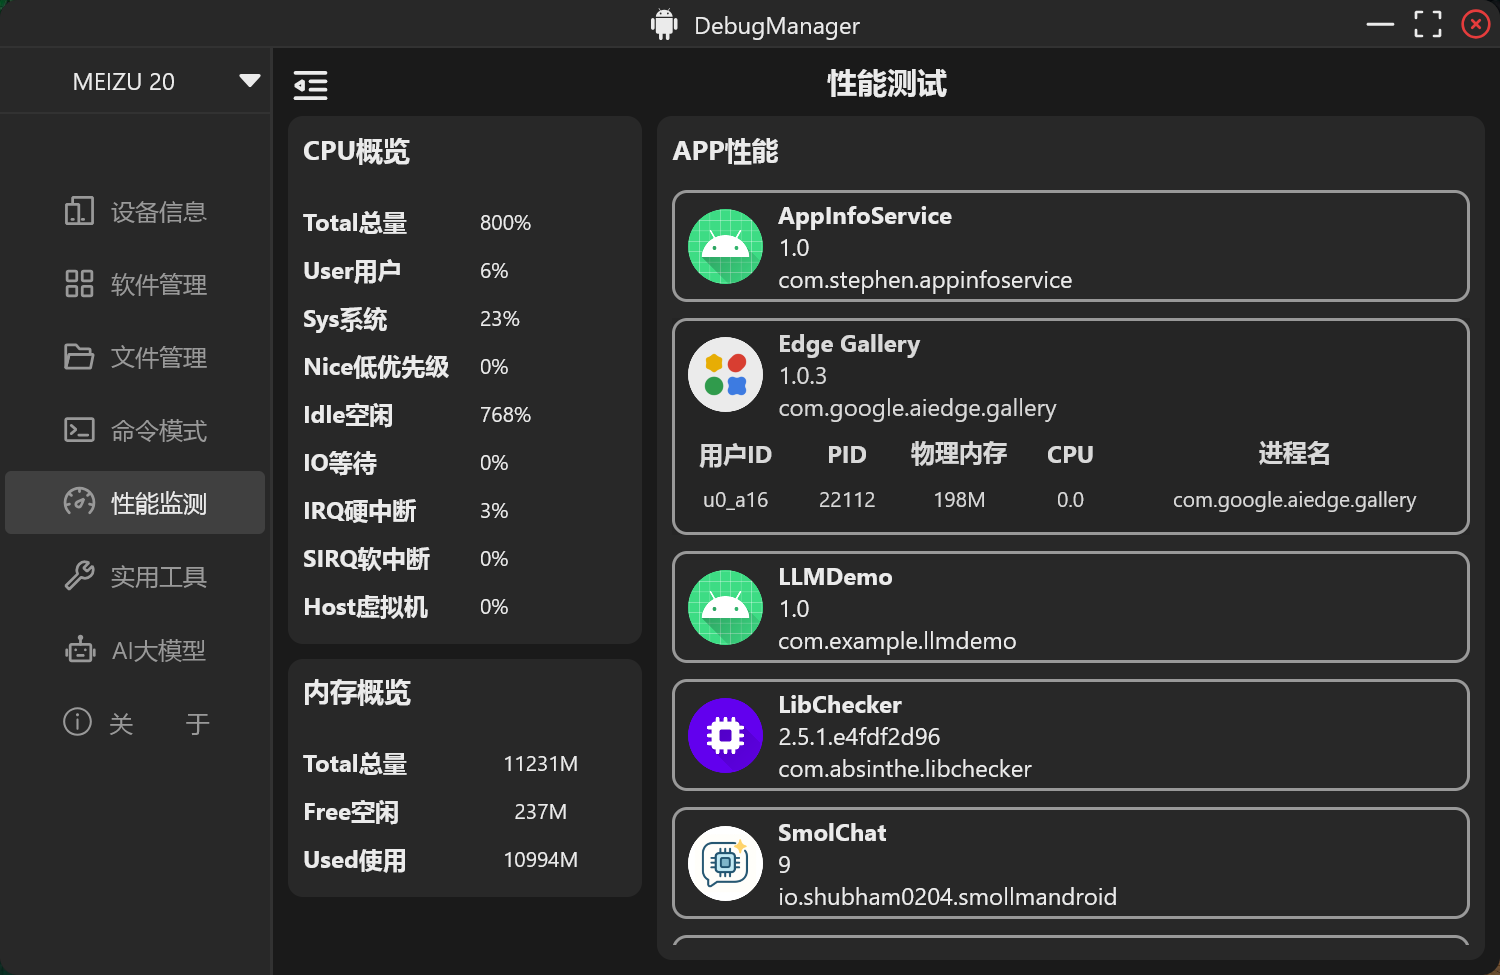 DebugManager
MEIZU 20
设备信息
软件管理
文件管理
命令模式
性能监测
实用工具
AI大模型
关 于
性能测试
CPU概览
Total总量 800%
User用户 6%
Sys系统 23%
Nice低优先级 0%
Idle空闲 768%
IO等待 0%
IRQ硬中断 3%
SIRQ软中断 0%
Host虚拟机 0%
内存概览
Total总量 11231M
Free空闲 237M
Used使用 10994M
APP性能
AppInfoService
1.0
com.stephen.appinfoservice
Edge Gallery
1.0.3
com.google.aiedge.gallery
用户ID PID 物理内存 CPU 进程名
u0_a16 22112 198M 0.0 com.google.aiedge.gallery
LLMDemo
1.0
com.example.llmdemo
LibChecker
2.5.1.e4fdf2d96
com.absinthe.libchecker
SmolChat
9
io.shubham0204.smollmandroid